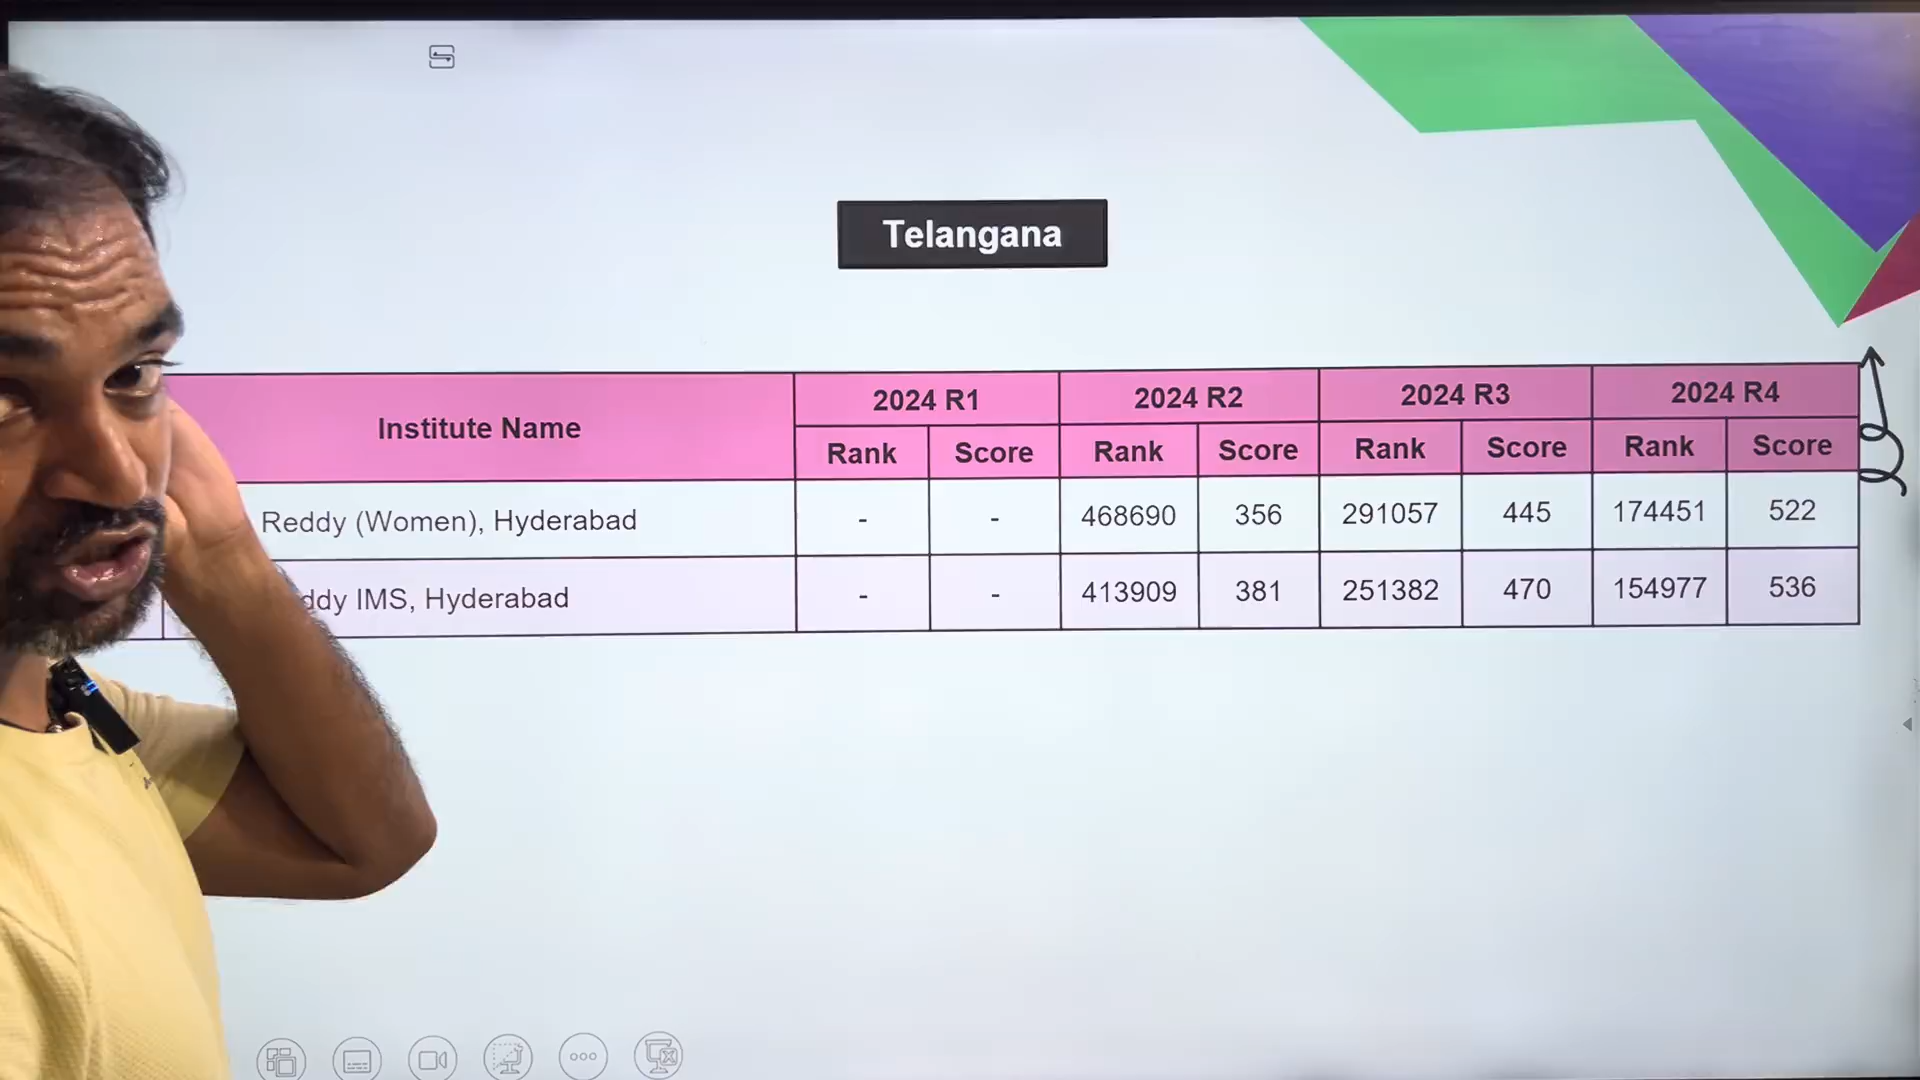 Telangana
Institute Name 2024 R1 2024 R2 2024 R3 2024 R4
Rank Score Rank Score Rank Score Rank Score
Reddy (Women), Hyderabad - - 468690 356 291057 445 174451 522
IMS, Hyderabad - - 413909 381 251382 470 154977 536